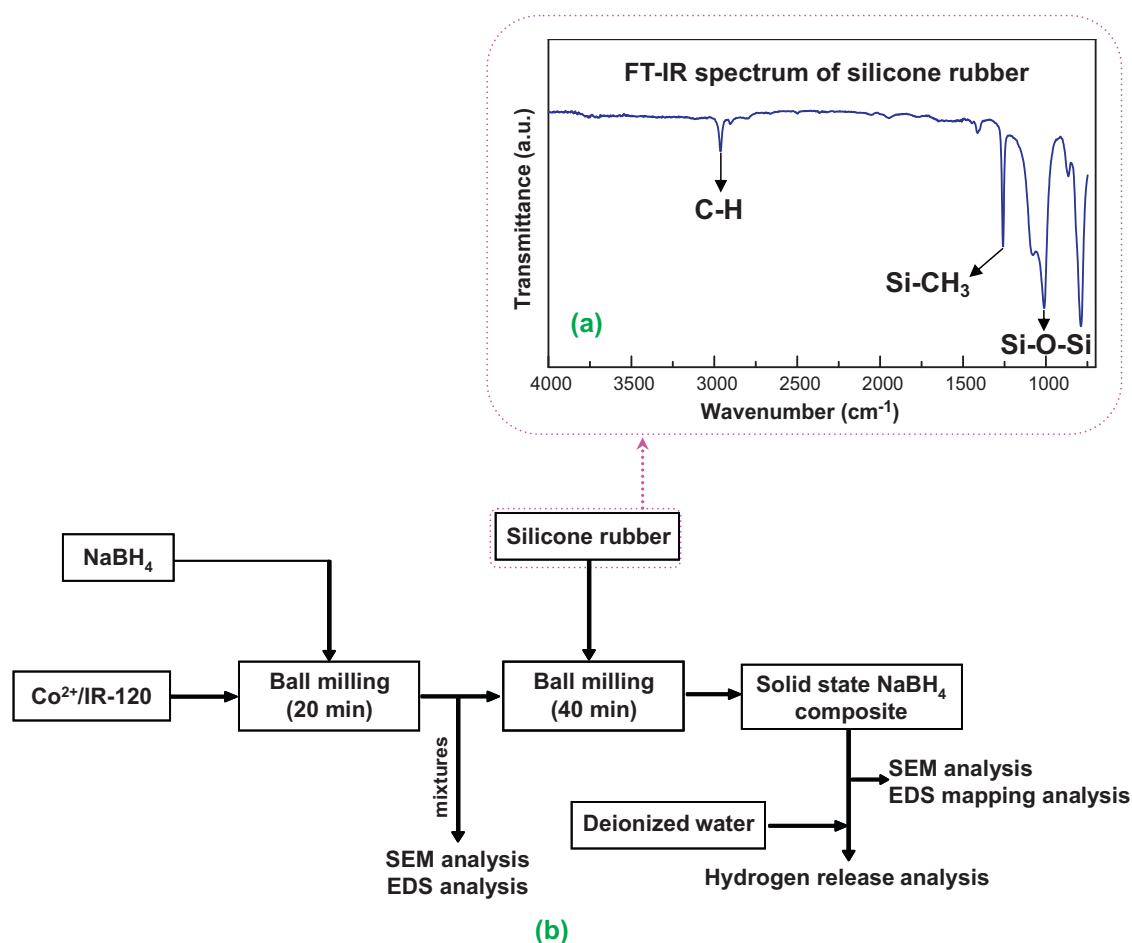 FT-IR spectrum of silicone rubber
Transmittance (a.u.)
C-H
Si-CH₃
(a)
Si-O-Si
4000 3500 3000 2500 2000 1500 1000
Wavenumber (cm⁻¹)
Silicone rubber
NaBH₄
Co²⁺/IR-120
Ball milling
(20 min)
Ball milling
(40 min)
Solid state NaBH₄
composite
mixtures
SEM analysis
EDS mapping analysis
Deionized water
SEM analysis
EDS analysis
Hydrogen release analysis
(b)